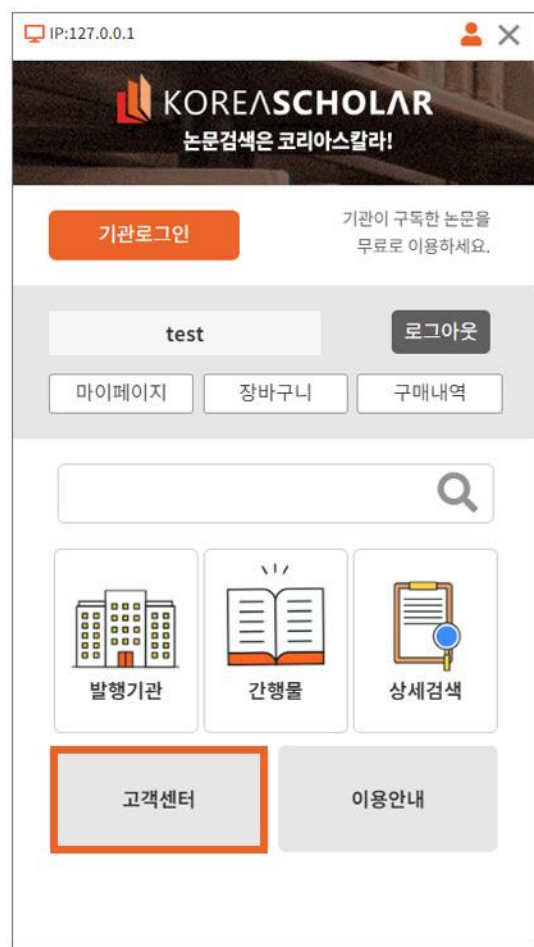 IP:127.0.0.1
KOREΛSCHOLΛR
논문검색은 코리아스칼라!
기관로그인
기관이 구독한 논문을
무료로 이용하세요.
test
로그아웃
마이페이지
장바구니
구매내역
발행기관
간행물
상세검색
고객센터
이용안내